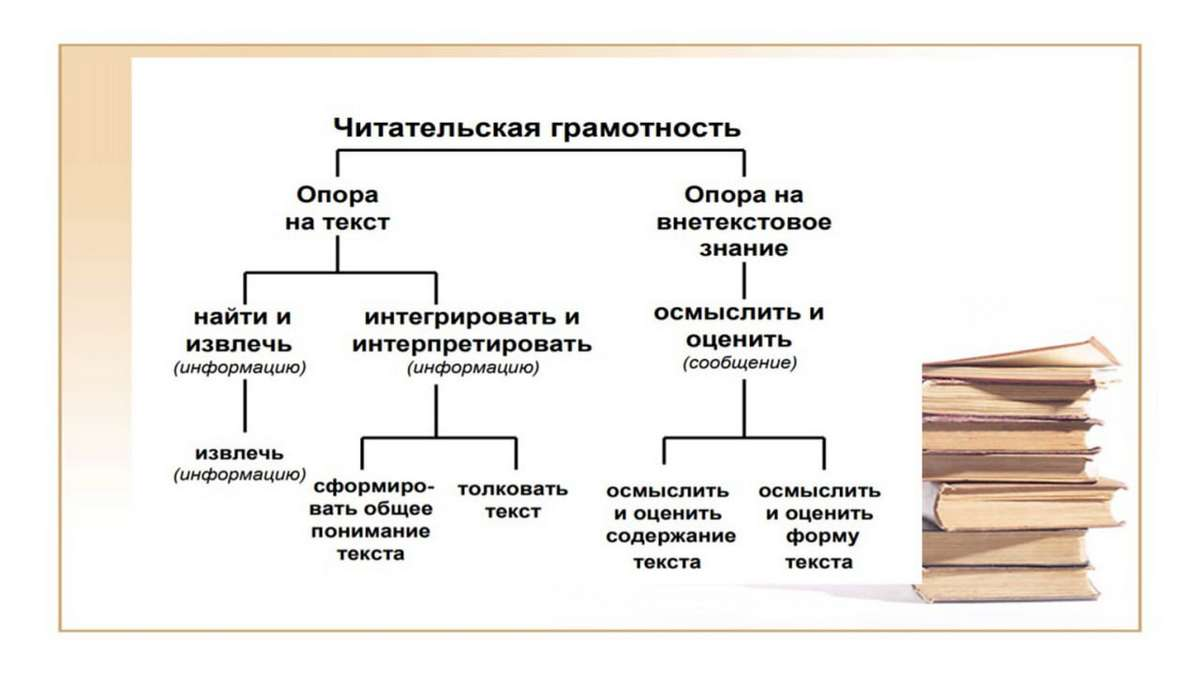 Читательская грамотность
Опора
на текст
Опора на
внетекстовое
знание
найти и
извлечь
(информацию)
интегрировать и
интерпретировать
(информацию)
осмыслить и
оценить
(сообщение)
извлечь
(информацию)
сформиро-
вать общее
понимание
текста
толковать
текст
осмыслить
и оценить
содержание
текста
осмыслить
и оценить
форму
текста